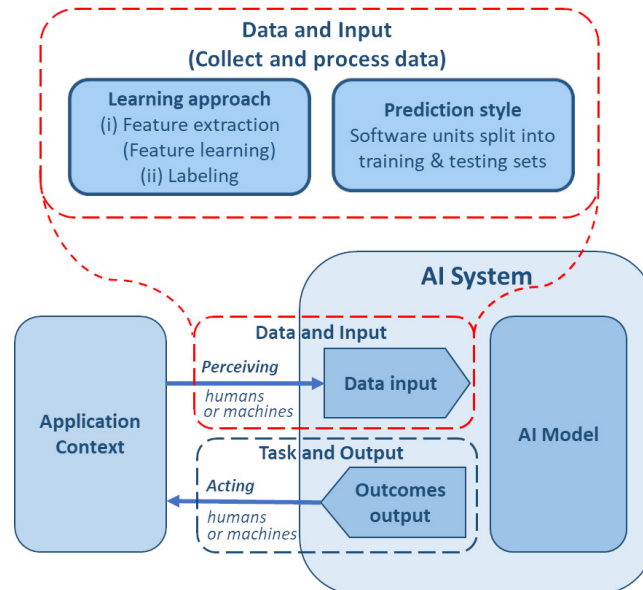 Data and Input
(Collect and process data)
Learning approach
(i) Feature extraction
(Feature learning)
(ii) Labeling
Prediction style
Software units split into
training & testing sets
AI System
Data and Input
Perceiving
humans
or machines
Data input
Application
Context
AI Model
Task and Output
Acting
humans
or machines
Outcomes
output